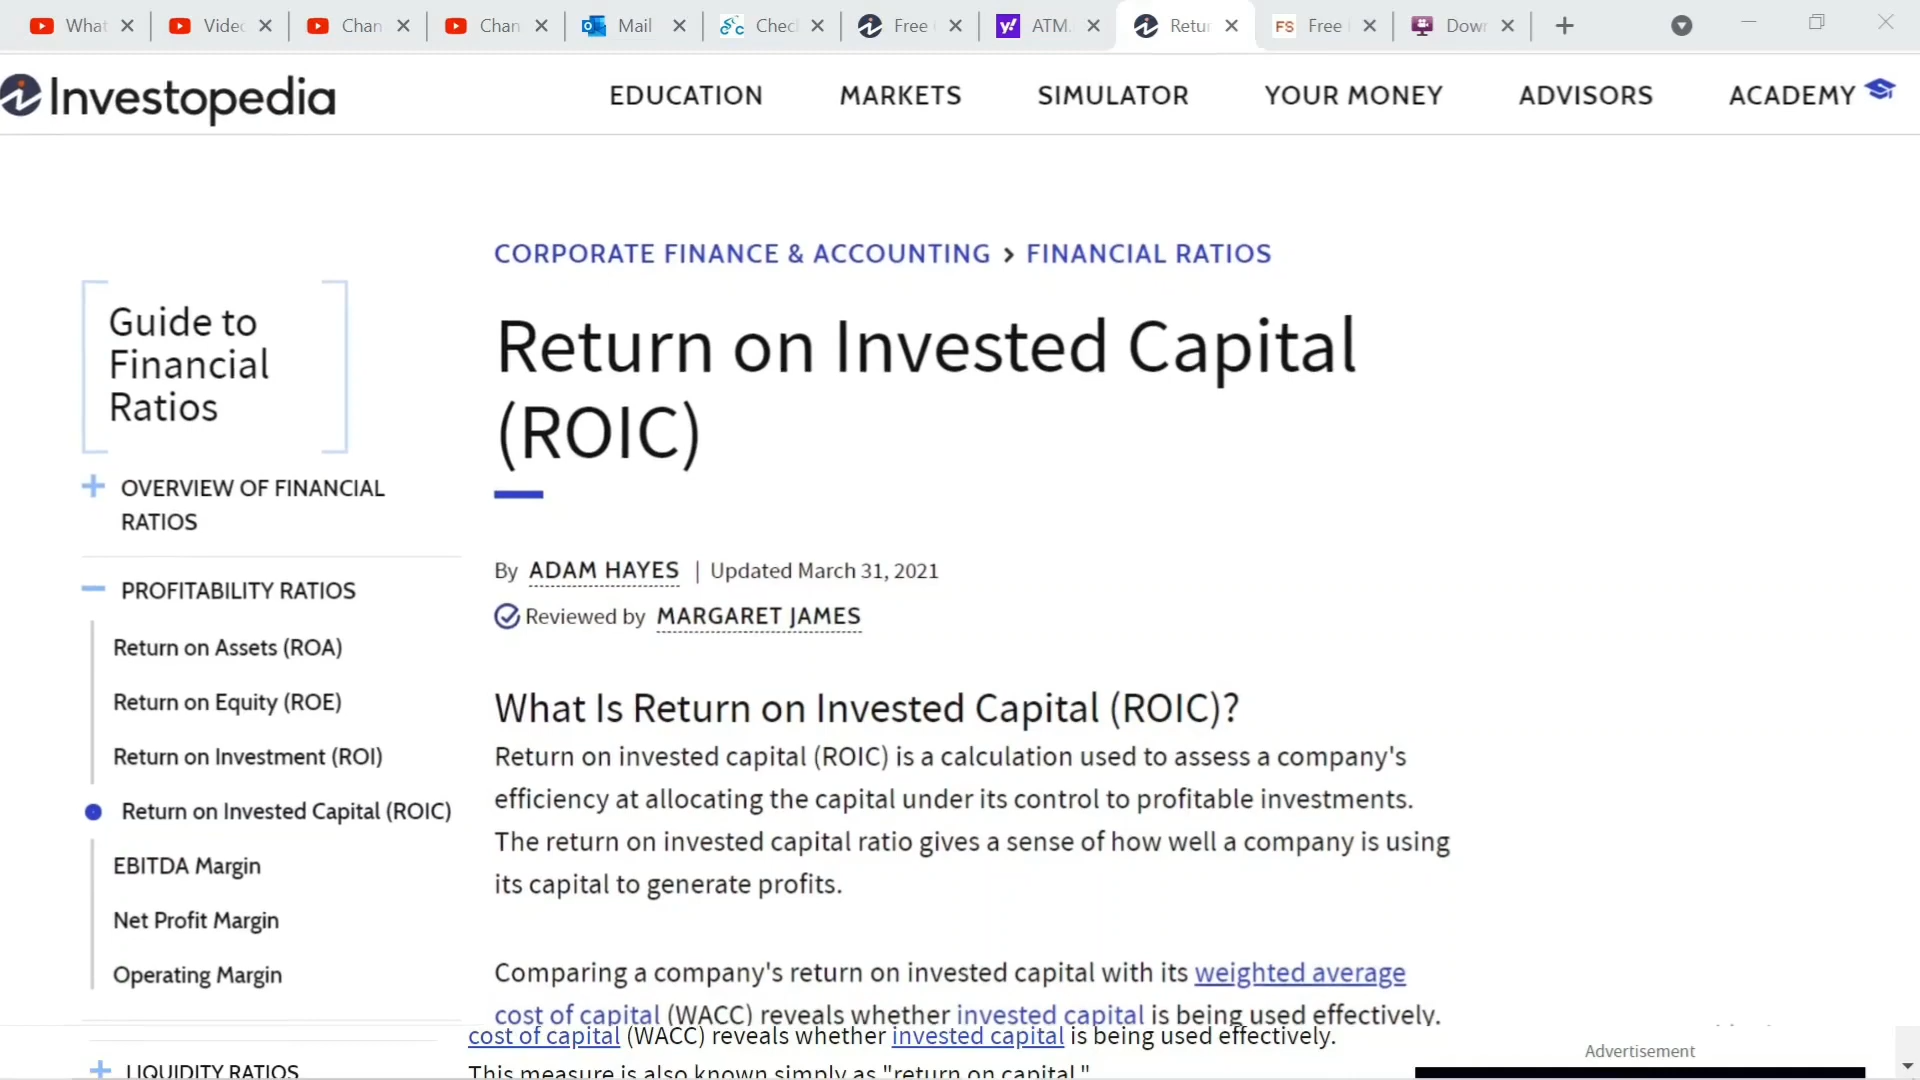 What
Chan
Chan
Mail
Free
ATM.
Retur
FS
Free
Down
Investopedia
EDUCATION
MARKETS
SIMULATOR
YOUR MONEY
ADVISORS
ACADEMY
CORPORATE FINANCE & ACCOUNTING > FINANCIAL RATIOS
Guide to
Financial
Ratios
Return on Invested Capital
(ROIC)
OVERVIEW OF FINANCIAL
RATIOS
PROFITABILITY RATIOS
Return on Assets (ROA)
Return on Equity (ROE)
Return on Investment (ROI)
Return on Invested Capital (ROIC)
EBITDA Margin
Net Profit Margin
Operating Margin
LIQUIDITY RATIOS
By ADAM HAYES | Updated March 31, 2021
Reviewed by MARGARET JAMES
What Is Return on Invested Capital (ROIC)?
Return on invested capital (ROIC) is a calculation used to assess a company's
efficiency at allocating the capital under its control to profitable investments.
The return on invested capital ratio gives a sense of how well a company is using
its capital to generate profits.
Comparing a company's return on invested capital with its weighted average
cost of capital (WACC) reveals whether invested capital is being used effectively.
cost of capital (WACC) reveals whether invested capital is being used effectively.
This measure is also known simply as "return on capital."
Advertisement